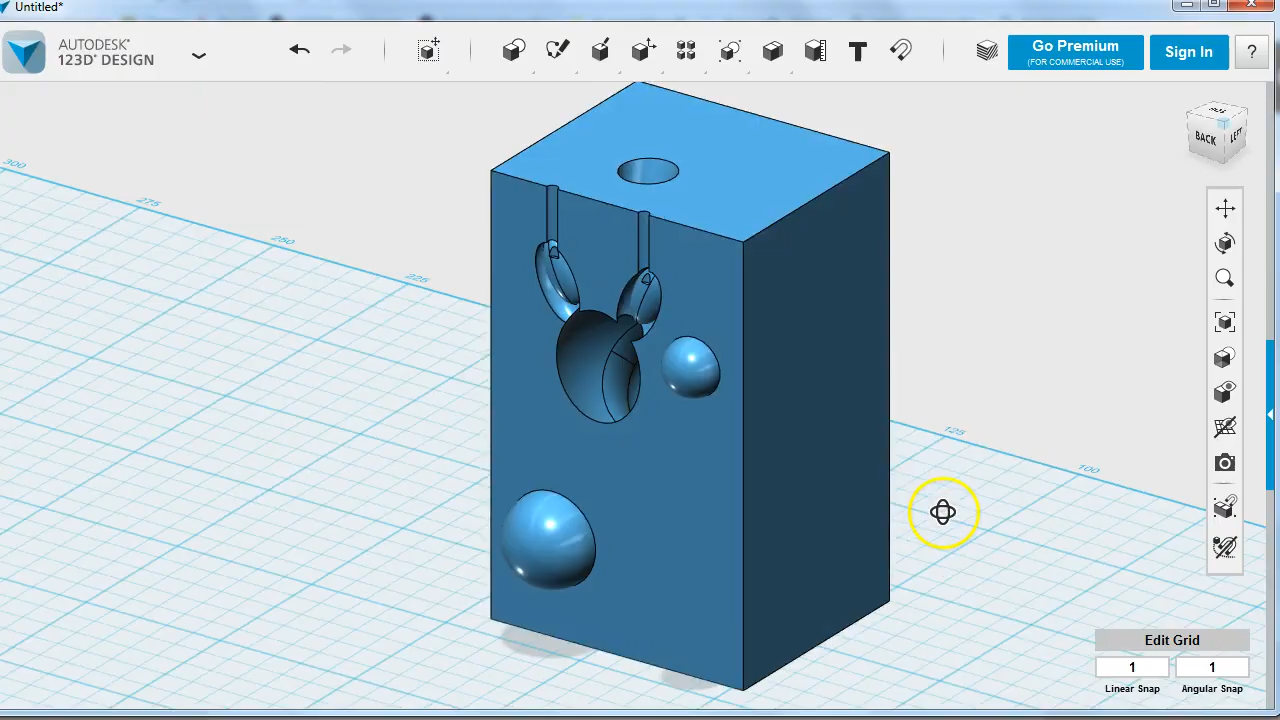 Untitled*
AUTODESK®
123D® DESIGN
T
Go Premium
(FOR COMMERCIAL USE)
Sign In
?
TOP
BACK
LEFT
300
275
250
225
125
100
Edit Grid
1
1
Linear Snap
Angular Snap